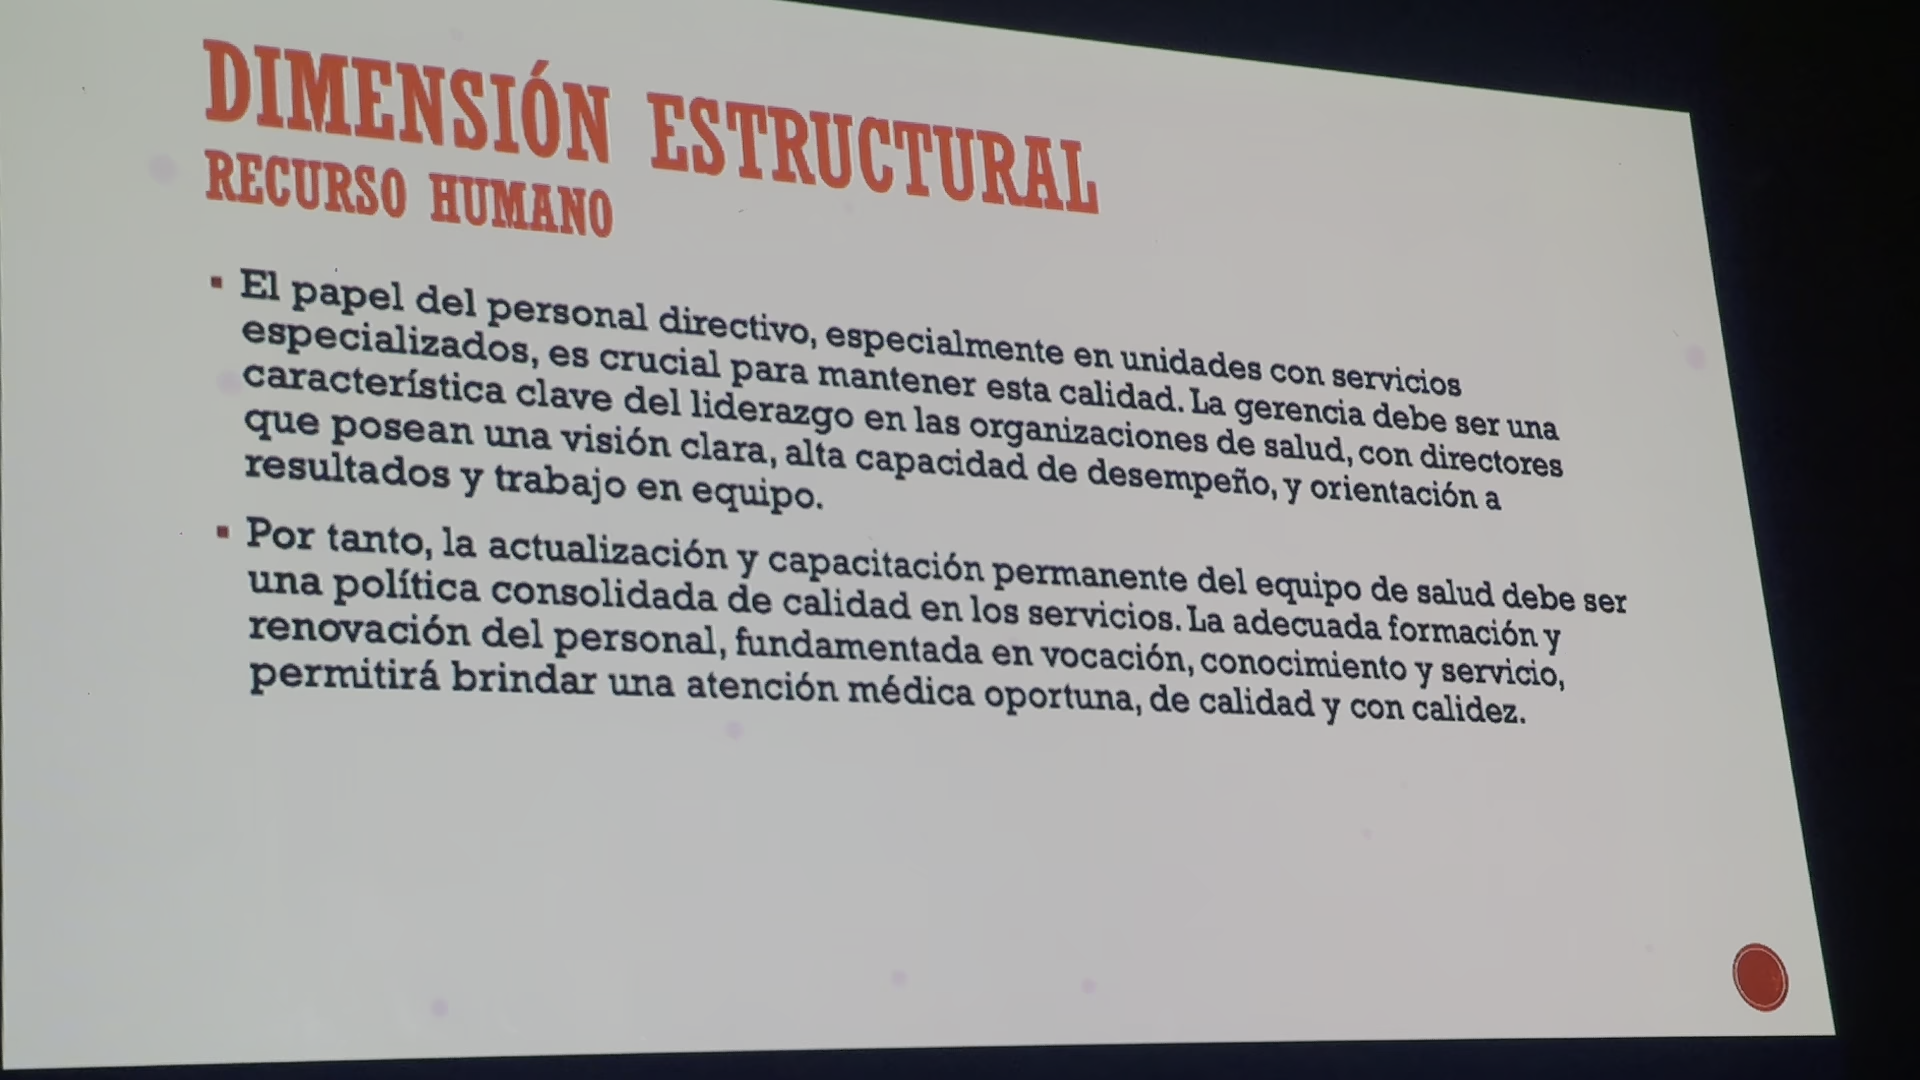 DIMENSIÓN ESTRUCTURAL
RECURSO HUMANO
▪ El papel del personal directivo, especialmente en unidades con servicios
especializados, es crucial para mantener esta calidad. La gerencia debe ser una
característica clave del liderazgo en las organizaciones de salud, con directores
que posean una visión clara, alta capacidad de desempeño, y orientación a
resultados y trabajo en equipo.
▪ Por tanto, la actualización y capacitación permanente del equipo de salud debe ser
una política consolidada de calidad en los servicios. La adecuada formación y
renovación del personal, fundamentada en vocación, conocimiento y servicio,
permitirá brindar una atención médica oportuna, de calidad y con calidez.